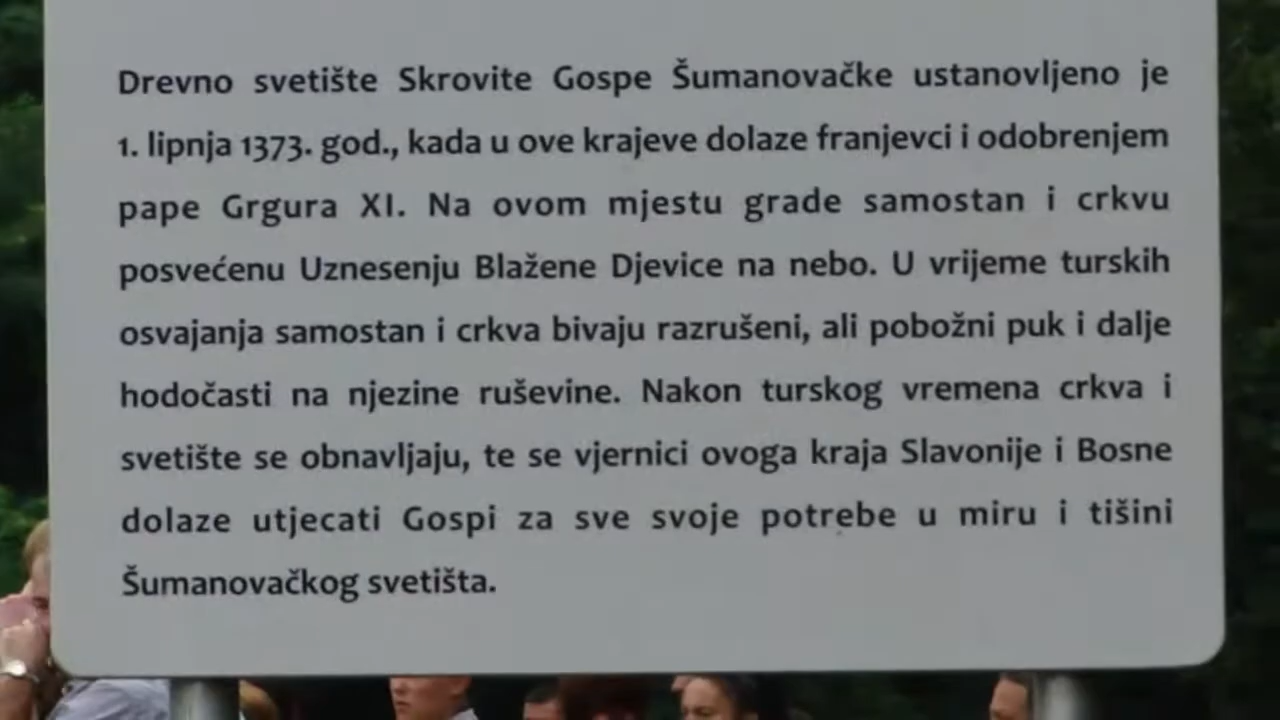 Drevno svetište Skrovite Gospe Šumanovačke ustanovljeno je
1. lipnja 1373. god., kada u ove krajeve dolaze franjevci i odobrenjem
pape Grgura XI. Na ovom mjestu grade samostan i crkvu
posvećenu Uznesenju Blažene Djevice na nebo. U vrijeme turskih
osvajanja samostan i crkva bivaju razrušeni, ali pobožni puk i dalje
hodočasti na njezine ruševine. Nakon turskog vremena crkva i
svetište se obnavljaju, te se vjernici ovoga kraja Slavonije i Bosne
dolaze utjecati Gospi za sve svoje potrebe u miru i tišini
Šumanovačkog svetišta.